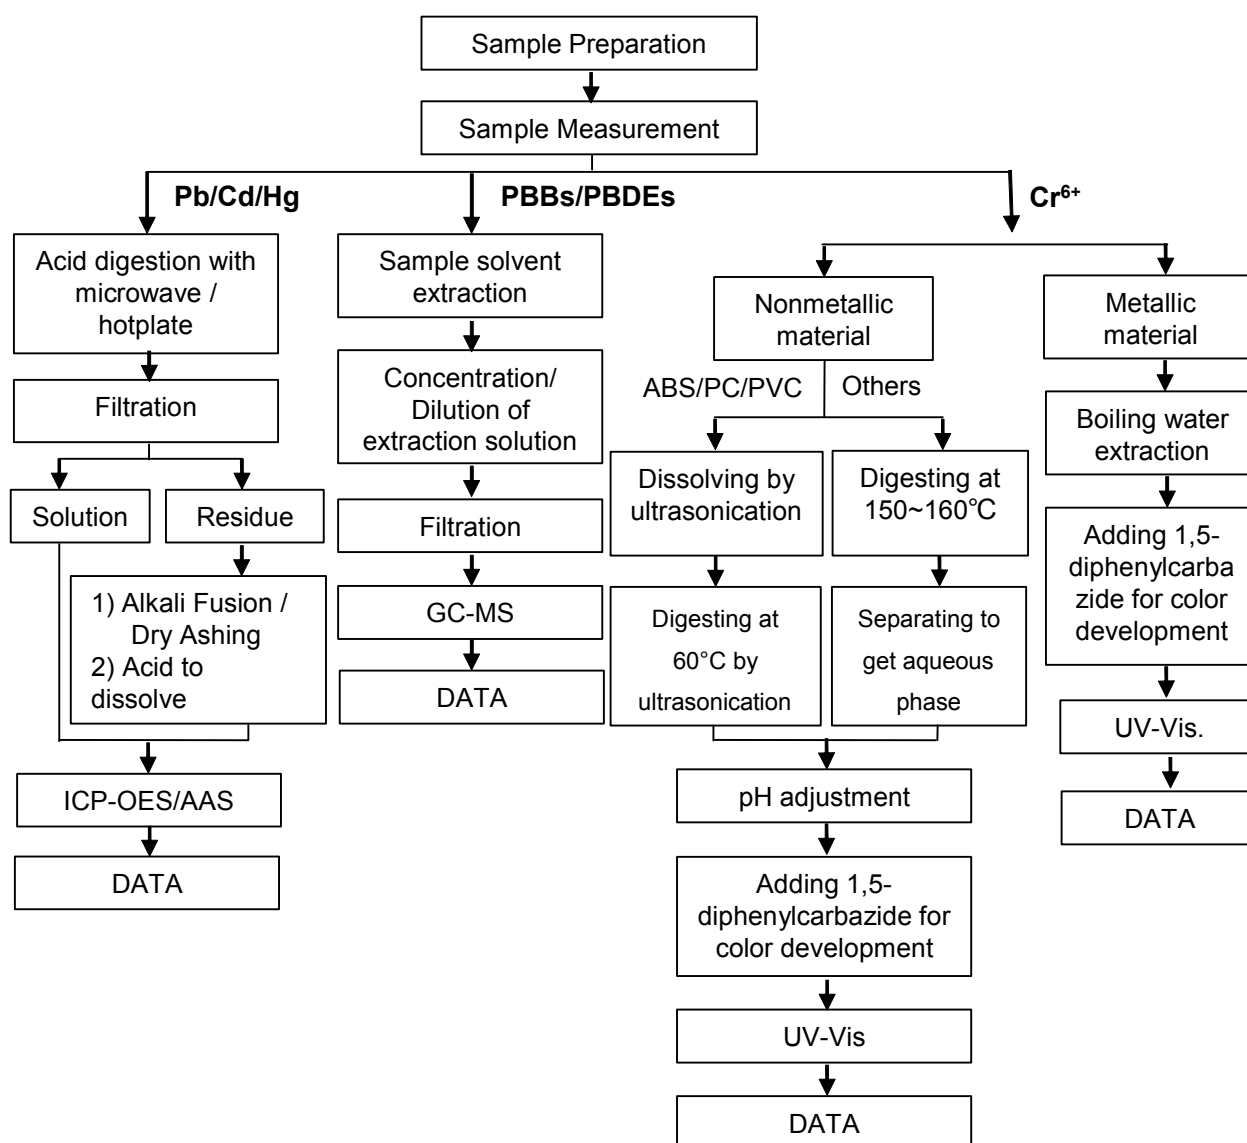 Sample Preparation
Sample Measurement
Pb/Cd/Hg
PBBs/PBDEs
Cr⁶⁺
Acid digestion with
microwave /
hotplate
Filtration
Solution
Residue
1) Alkali Fusion /
Dry Ashing
2) Acid to
dissolve
ICP-OES/AAS
DATA
Sample solvent
extraction
Concentration/
Dilution of
extraction solution
Filtration
GC-MS
DATA
Nonmetallic
material
ABS/PC/PVC
Others
Dissolving by
ultrasonication
Digesting at
60°C by
ultrasonication
Digesting at
150~160℃
Separating to
get aqueous
phase
pH adjustment
Adding 1,5-
diphenylcarbazide for
color development
UV-Vis
DATA
Metallic
material
Boiling water
extraction
Adding 1,5-
diphenylcarba
zide for color
development
UV-Vis.
DATA